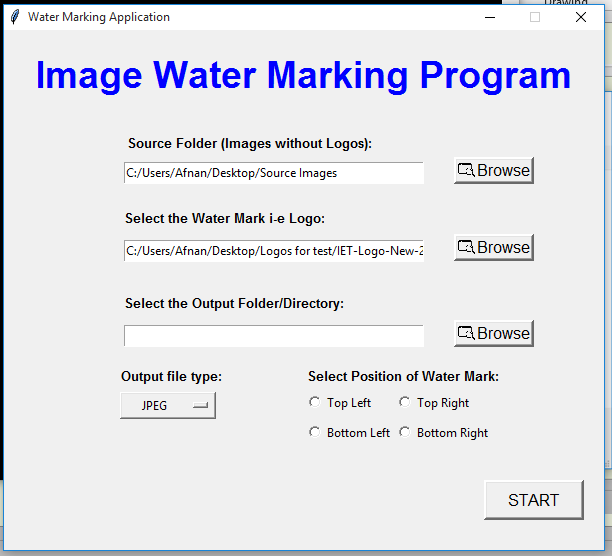 Drawing
Water Marking Application
Image Water Marking Program
Source Folder (Images without Logos):
C:/Users/Afnan/Desktop/Source Images
Browse
Select the Water Mark i-e Logo:
C:/Users/Afnan/Desktop/Logos for test/IET-Logo-New-2
Browse
Select the Output Folder/Directory:
Browse
Output file type:
Select Position of Water Mark:
JPEG
Top Left
Top Right
Bottom Left
Bottom Right
START